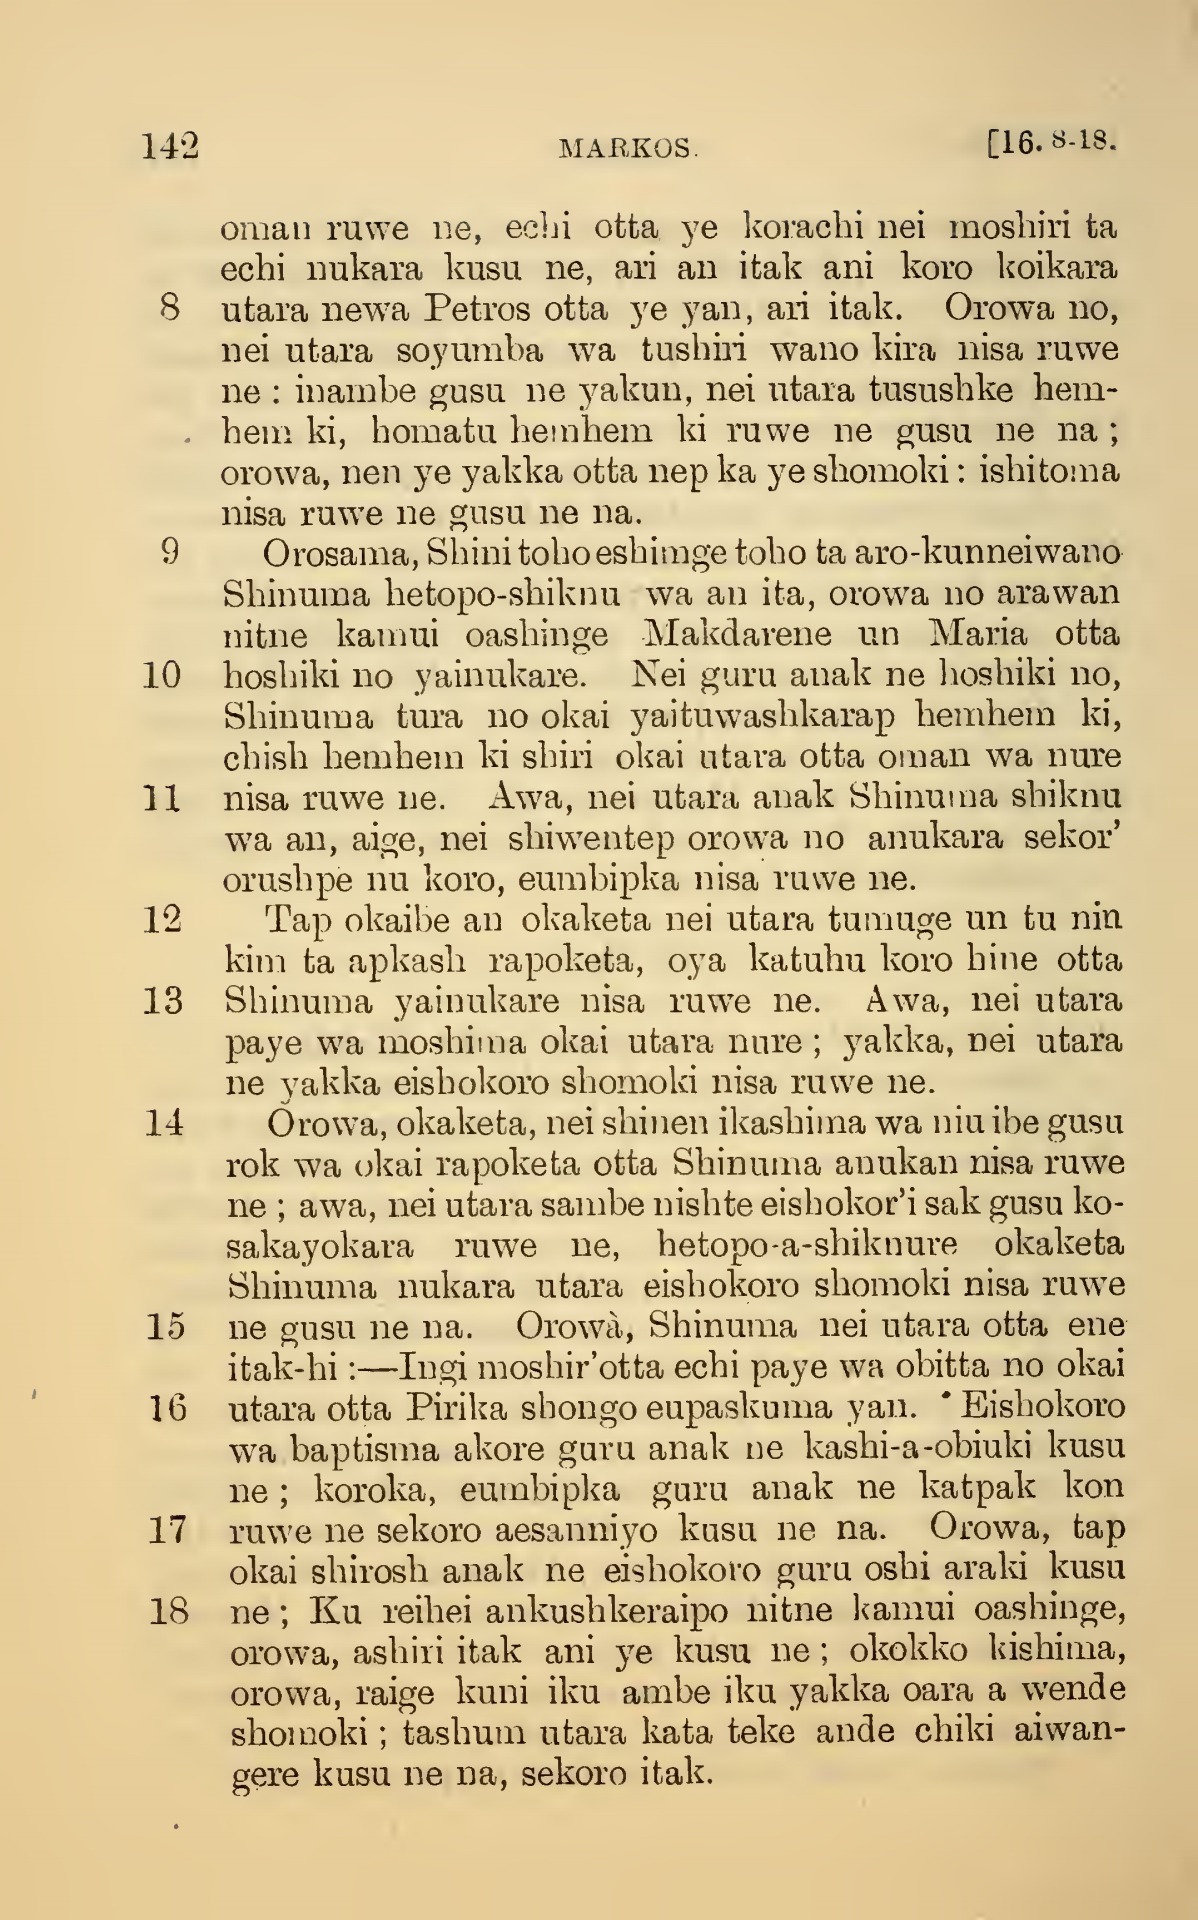 142 MARKOS. [16. 8-18.
oman ruwe ne, echi otta ye korachi nei moshiri ta
echi nukara kusu ne, ari an itak ani koro koikara
8 utara newa Petros otta ye yan, ari itak. Orowa no,
nei utara soyumba wa tushiri wano kira nisa ruwe
ne : inambe gusu ne yakun, nei utara tusushke hem-
hem ki, homatu hemhem ki ruwe ne gusu ne na ;
orowa, nen ye yakka otta nep ka ye shomoki : ishitoma
nisa ruwe ne gusu ne na.
9 Orosama, Shini toho eshimge toho ta aro-kunneiwano
Shinuma hetopo-shiknu wa an ita, orowa no arawan
nitne kamui oashinge Makdarene un Maria otta
10 hoshiki no yainukare. Nei guru anak ne hoshiki no,
Shinuma tura no okai yaituwashkarap hemhem ki,
chish hemhem ki shiri okai utara otta oman wa nure
11 nisa ruwe ne. Awa, nei utara anak Shinuma shiknu
wa an, aige, nei shiwentep orowa no anukara sekor'
orushpe nu koro, eumbipka nisa ruwe ne.
12 Tap okaibe an okaketa nei utara tumuge un tu nin
kim ta apkash rapoketa, oya katuhu koro hine otta
13 Shinuma yainukare nisa ruwe ne. Awa, nei utara
paye wa moshima okai utara nure ; yakka, nei utara
ne yakka eishokoro shomoki nisa ruwe ne.
14 Orowa, okaketa, nei shinen ikashima wa niu ibe gusu
rok wa okai rapoketa otta Shinuma anukan nisa ruwe
ne ; awa, nei utara sambe nishte eishokor'i sak gusu ko-
sakayokara ruwe ne, hetopo-a-shiknure okaketa
Shinuma nukara utara eishokoro shomoki nisa ruwe
15 ne gusu ne na. Orowà, Shinuma nei utara otta ene
itak-hi :—Ingi moshir'otta echi paye wa obitta no okai
16 utara otta Pirika shongo eupaskuma yan. Eishokoro
wa baptisma akore guru anak ne kashi-a-obiuki kusu
ne ; koroka, eumbipka guru anak ne katpak kon
17 ruwe ne sekoro aesanniyo kusu ne na. Orowa, tap
okai shirosh anak ne eishokoro guru oshi araki kusu
18 ne ; Ku reihei ankushkeraipo nitne kamui oashinge,
orowa, ashiri itak ani ye kusu ne ; okokko kishima,
orowa, raige kuni iku ambe iku yakka oara a wende
shomoki ; tashum utara kata teke ande chiki aiwan-
gere kusu ne na, sekoro itak.